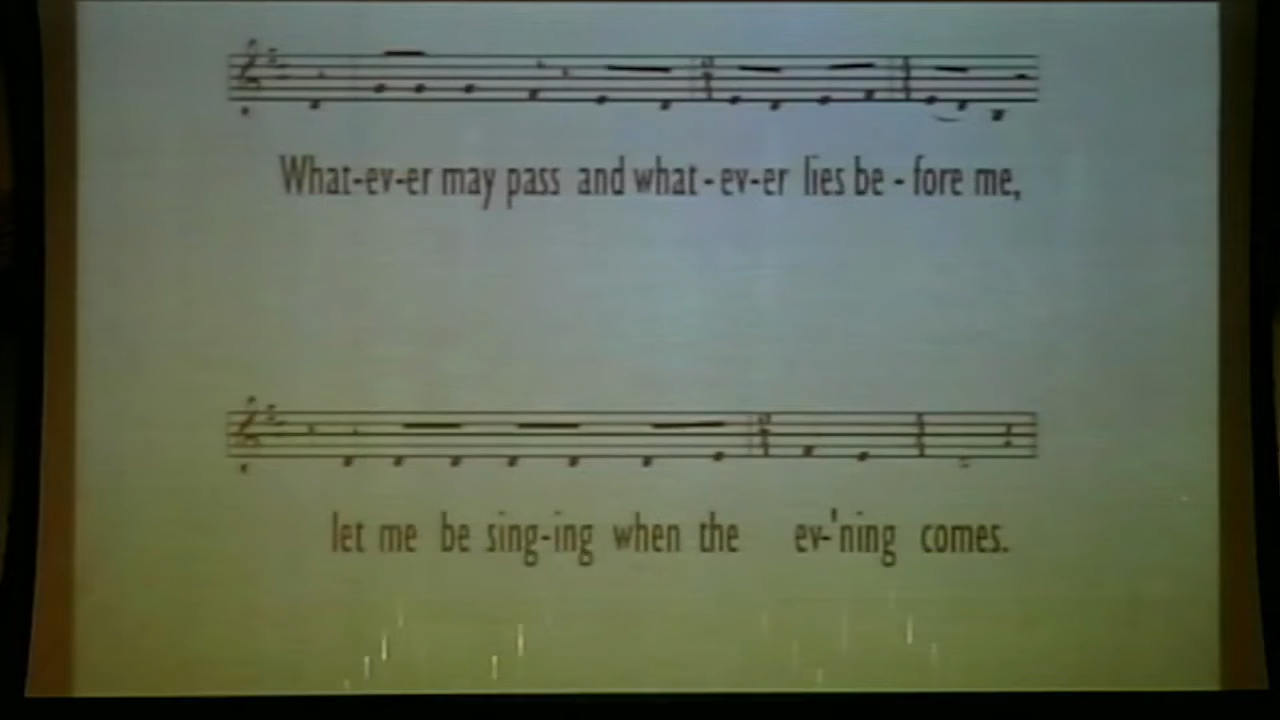 What-ev-er may pass and what-ev-er lies be-fore me,
let me be sing-ing when the ev-'ning comes.